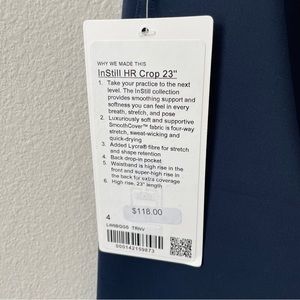 WHY WE MADE THIS
InStill HR Crop 23"
1. Take your practice to the next
level. The InStill collection
provides smoothing support and
softness you can feel in every
breath, stretch, and pose
2. Luxuriously soft and supportive
SmoothCover™ fabric is four-way
stretch, sweat-wicking and
quick-drying
3. Added Lycra® fibre for stretch
and shape retention
4. Back drop-in pocket
5. Waistband is high rise in the
front and super-high rise in
the back for extra coverage
6. High rise, 23" length
4
$118.00
TRNV